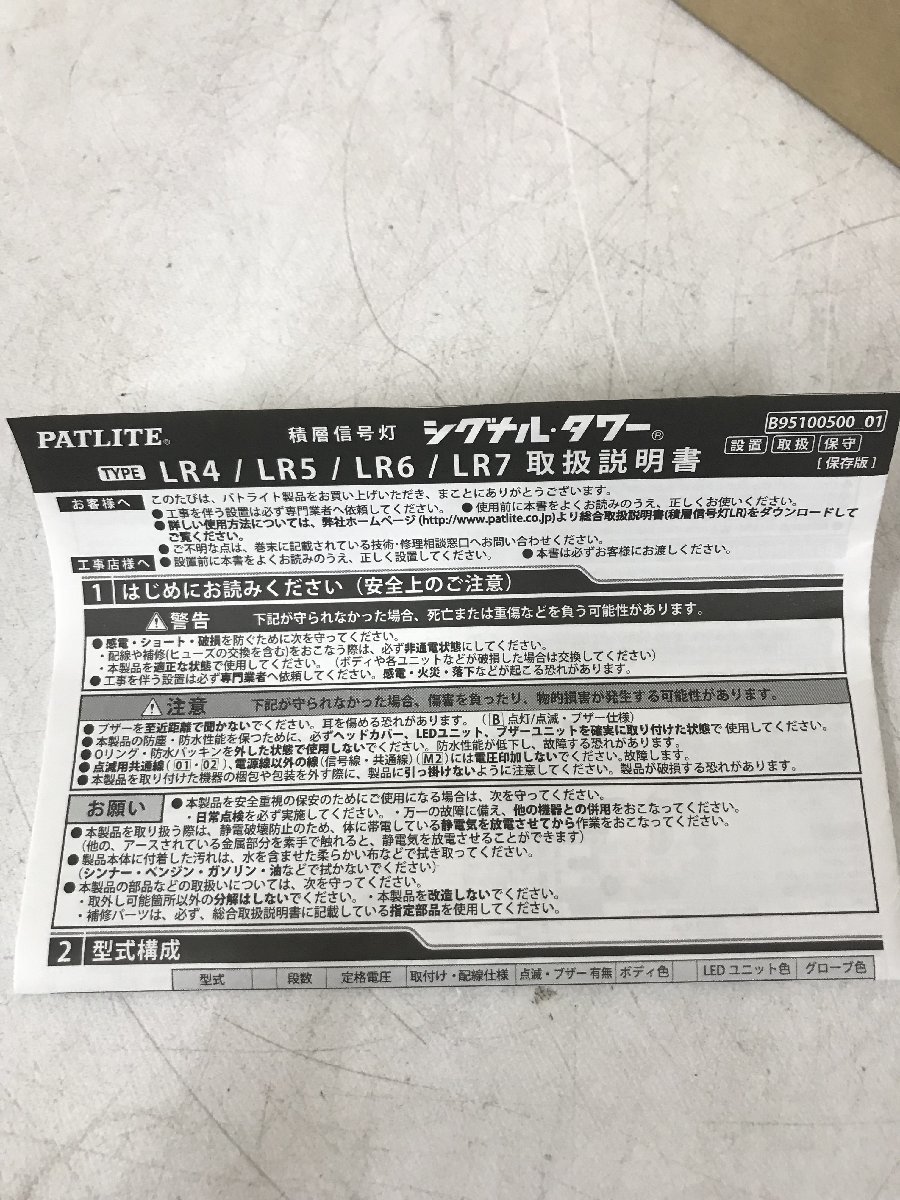 PATLITE® 積層信号灯 シグナル・タワー® B95100500_01
設置 取扱 保守
TYPE LR4 / LR5 / LR6 / LR7 取扱説明書 [保存版]
お客様へ このたびは、パトライト製品をお買い上げいただき、まことにありがとうございます。
●工事を伴う設置は必ず専門業者へ依頼してください。 ●使用前に本書をよくお読みのうえ、正しくお使いください。
●詳しい使用方法については、弊社ホームページ (http://www.patlite.co.jp)より総合取扱説明書(積層信号灯LR)をダウンロードして
ご覧ください。
●ご不明な点は、巻末に記載されている技術・修理相談窓口へお問い合わせください。
工事店様へ ●設置前に本書をよくお読みのうえ、正しく設置してください。 ●本書は必ずお客様にお渡しください。
1 はじめにお読みください（安全上のご注意）
警告 下記が守られなかった場合、死亡または重傷などを負う可能性があります。
●感電・ショート・破損を防ぐために次を守ってください。
・配線や補修(ヒューズの交換を含む)をおこなう際は、必ず非通電状態にしてください。
・本製品を適正な状態で使用してください。（ボディや各ユニットなどが破損した場合は交換してください）
●工事を伴う設置は必ず専門業者へ依頼してください。感電・火災・落下などが起こる恐れがあります。
注意 下記が守られなかった場合、傷害を負ったり、物的損害が発生する可能性があります。
●ブザーを至近距離で聞かないでください。耳を傷める恐れがあります。（B 点灯/点滅・ブザー仕様）
●本製品の防塵・防水性能を保つために、必ずヘッドカバー、LEDユニット、ブザーユニットを確実に取り付けた状態で使用してください。
●Oリング・防水パッキンを外した状態で使用しないでください。防水性能が低下し、故障する恐れがあります。
●点滅用共通線(01・02)、電源線以外の線(信号線・共通線)(M2)には電圧印加しないでください。故障します。
●本製品を取り付けた機器の梱包や包装を外す際に、製品に引っ掛けないように注意してください。製品が破損する恐れがあります。
お願い ●本製品を安全重視の保安のためにご使用になる場合は、次を守ってください。
・日常点検を必ず実施してください。・万一の故障に備え、他の機器との併用をおこなってください。
●本製品を取り扱う際は、静電破壊防止のため、体に帯電している静電気を放電させてから作業をおこなってください。
(他の、アースされている金属部分を素手で触れると、静電気を放電させることができます)
●製品本体に付着した汚れは、水を含ませた柔らかい布などで拭き取ってください。
(シンナー・ベンジン・ガソリン・油などで拭かないでください)
●本製品の部品などの取扱いについては、次を守ってください。
・取外し可能箇所以外の分解はしないでください。・本製品を改造しないでください。
・補修パーツは、必ず、総合取扱説明書に記載している指定部品を使用してください。
2 型式構成
型式 段数 定格電圧 取付け・配線仕様 点滅・ブザー有無 ボディ色 LEDユニット色 グローブ色